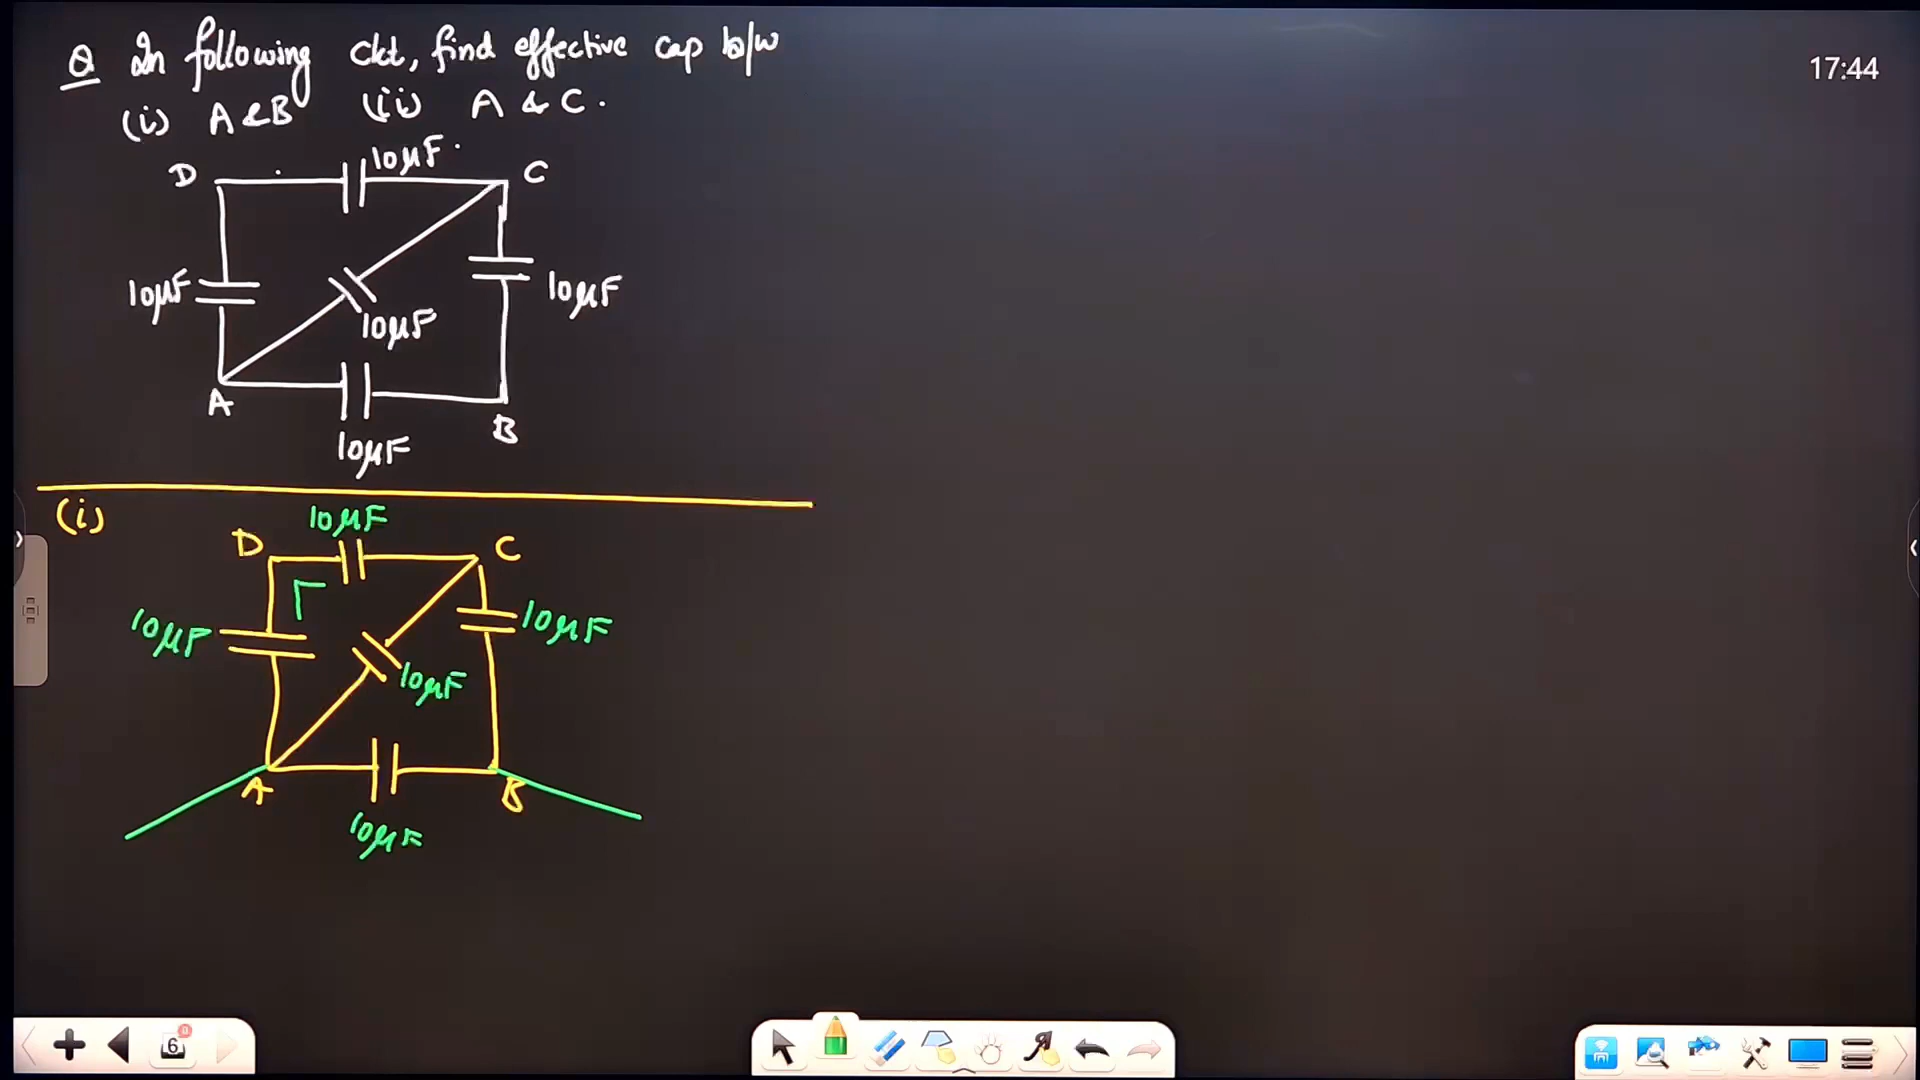 17:44
Q In following ckt, find effective cap b/w
(i) A & B (ii) A & C.
10μF
D C
10μF 10μF
10μF
A B
10μF
(i)
10μF
D C
10μF 10μF
10μF
A B
10μF
6